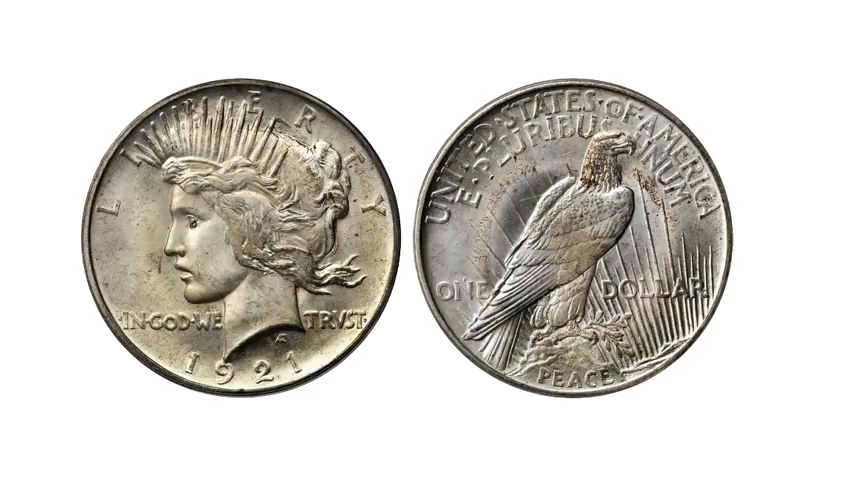 LIBERTY
IN·GOD·WE TRVST·
1921
UNITED·STATES·OF·AMERICA
E·PLURIBUS UNUM
ONE DOLLAR
PEACE